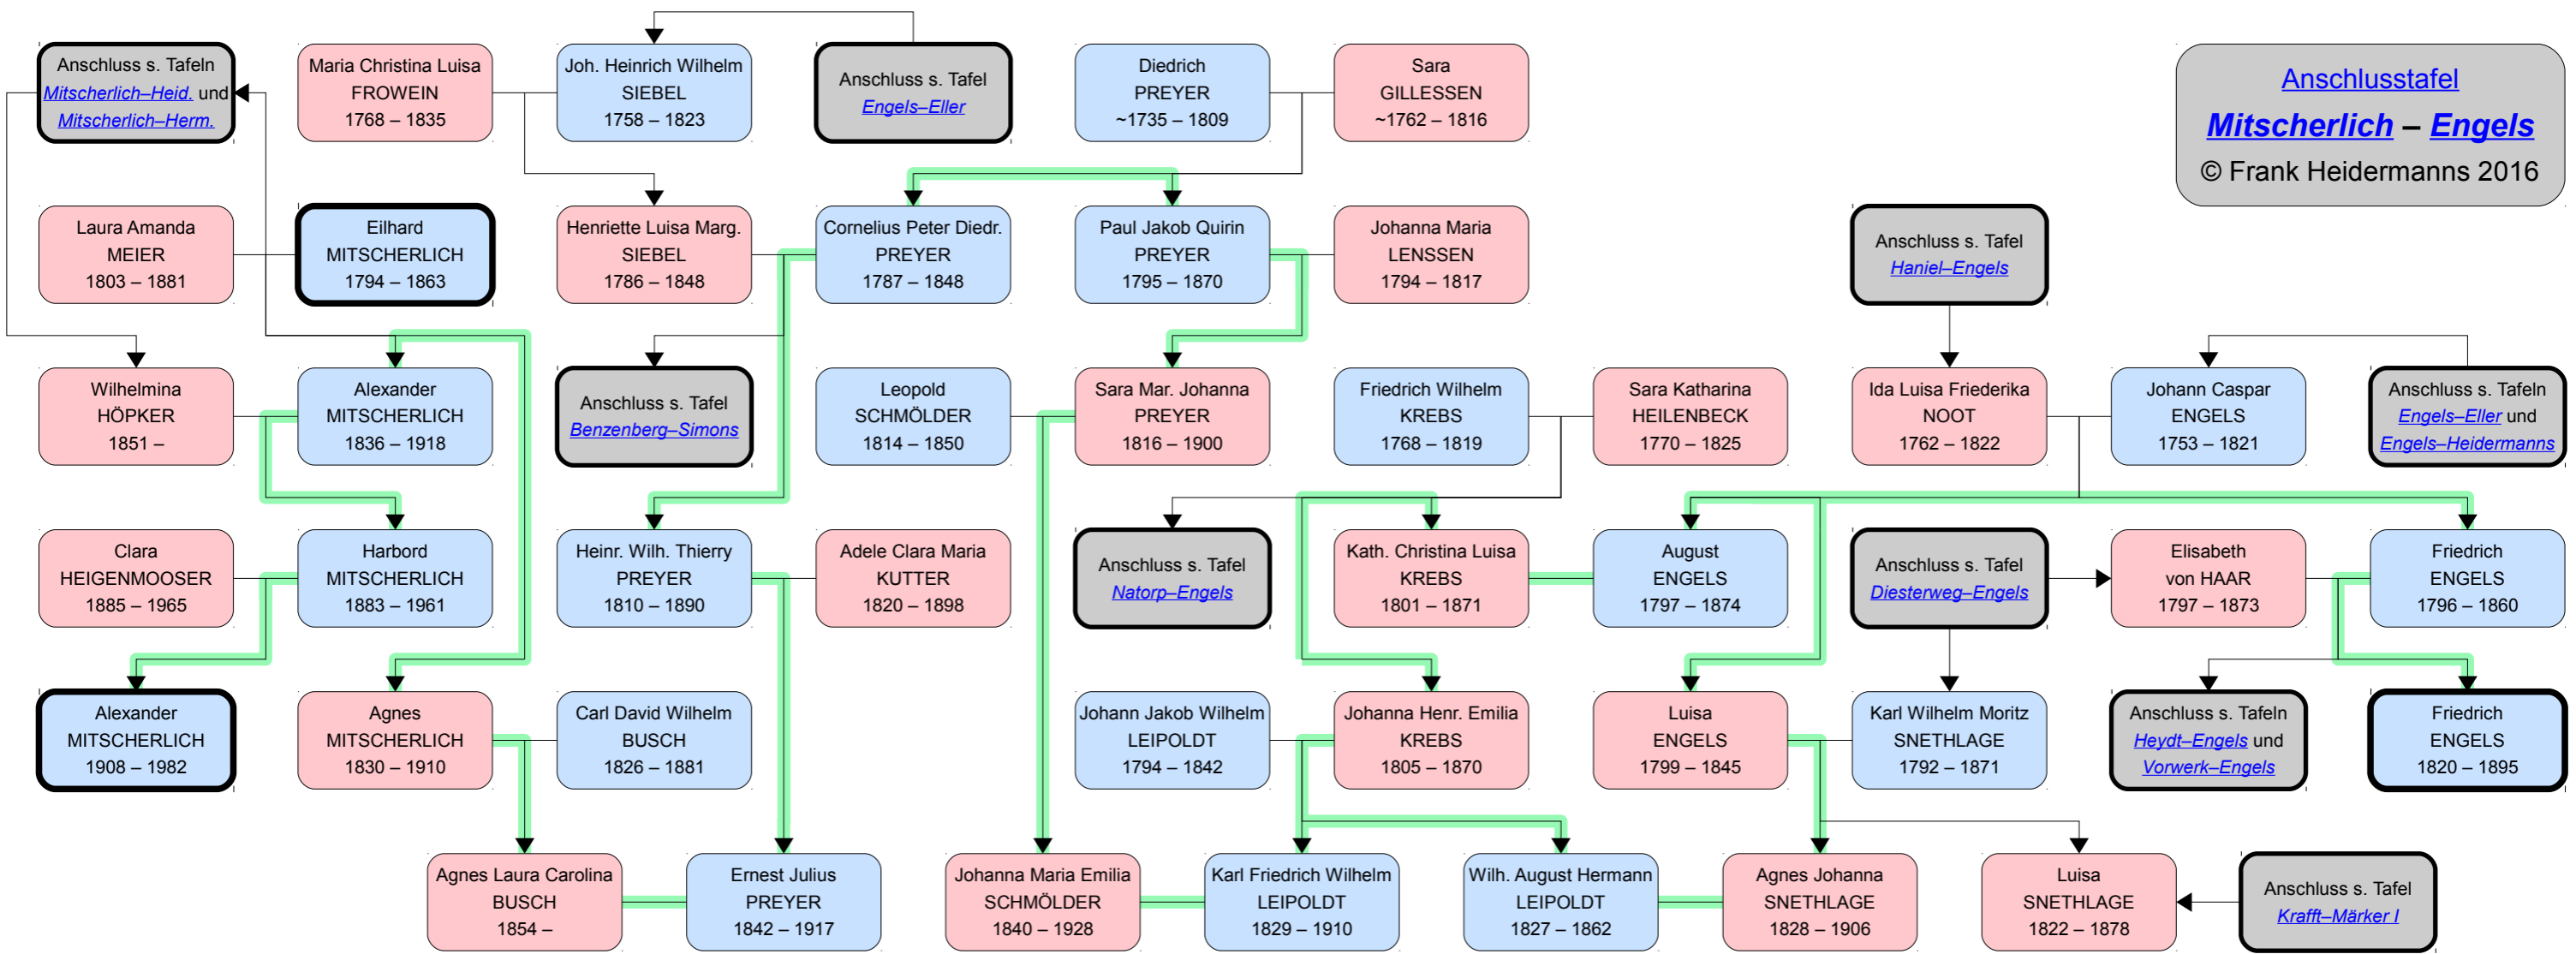 Anschluss s. Tafeln
Mitscherlich–Heid. und
Mitscherlich–Herm.
Maria Christina Luisa
FROWEIN
1768 – 1835
Joh. Heinrich Wilhelm
SIEBEL
1758 – 1823
Anschluss s. Tafel
Engels–Eller
Diedrich
PREYER
~1735 – 1809
Sara
GILLESSEN
~1762 – 1816
Anschlusstafel
Mitscherlich – Engels
© Frank Heidermanns 2016
Laura Amanda
MEIER
1803 – 1881
Eilhard
MITSCHERLICH
1794 – 1863
Henriette Luisa Marg.
SIEBEL
1786 – 1848
Cornelius Peter Diedr.
PREYER
1787 – 1848
Paul Jakob Quirin
PREYER
1795 – 1870
Johanna Maria
LENSSEN
1794 – 1817
Anschluss s. Tafel
Haniel–Engels
Wilhelmina
HÖPKER
1851 –
Alexander
MITSCHERLICH
1836 – 1918
Anschluss s. Tafel
Benzenberg–Simons
Leopold
SCHMÖLDER
1814 – 1850
Sara Mar. Johanna
PREYER
1816 – 1900
Friedrich Wilhelm
KREBS
1768 – 1819
Sara Katharina
HEILENBECK
1770 – 1825
Ida Luisa Friederika
NOOT
1762 – 1822
Johann Caspar
ENGELS
1753 – 1821
Anschluss s. Tafeln
Engels–Eller und
Engels–Heidermanns
Clara
HEIGENMOOSER
1885 – 1965
Harbord
MITSCHERLICH
1883 – 1961
Heinr. Wilh. Thierry
PREYER
1810 – 1890
Adele Clara Maria
KUTTER
1820 – 1898
Anschluss s. Tafel
Natorp–Engels
Kath. Christina Luisa
KREBS
1801 – 1871
August
ENGELS
1797 – 1874
Anschluss s. Tafel
Diesterweg–Engels
Elisabeth
von HAAR
1797 – 1873
Friedrich
ENGELS
1796 – 1860
Alexander
MITSCHERLICH
1908 – 1982
Agnes
MITSCHERLICH
1830 – 1910
Carl David Wilhelm
BUSCH
1826 – 1881
Johann Jakob Wilhelm
LEIPOLDT
1794 – 1842
Johanna Henr. Emilia
KREBS
1805 – 1870
Luisa
ENGELS
1799 – 1845
Karl Wilhelm Moritz
SNETHLAGE
1792 – 1871
Anschluss s. Tafeln
Heydt–Engels und
Vorwerk–Engels
Friedrich
ENGELS
1820 – 1895
Agnes Laura Carolina
BUSCH
1854 –
Ernest Julius
PREYER
1842 – 1917
Johanna Maria Emilia
SCHMÖLDER
1840 – 1928
Karl Friedrich Wilhelm
LEIPOLDT
1829 – 1910
Wilh. August Hermann
LEIPOLDT
1827 – 1862
Agnes Johanna
SNETHLAGE
1828 – 1906
Luisa
SNETHLAGE
1822 – 1878
Anschluss s. Tafel
Krafft–Märker I